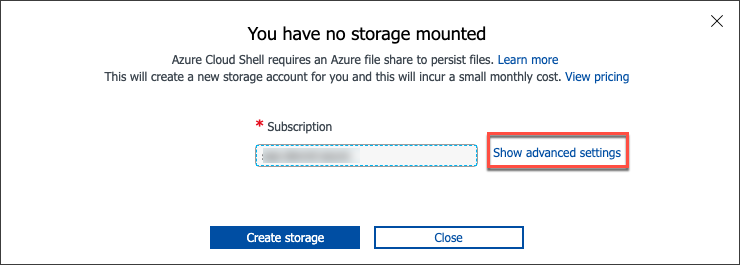 You have no storage mounted
Azure Cloud Shell requires an Azure file share to persist files. Learn more
This will create a new storage account for you and this will incur a small monthly cost. View pricing
* Subscription
Show advanced settings
Create storage
Close